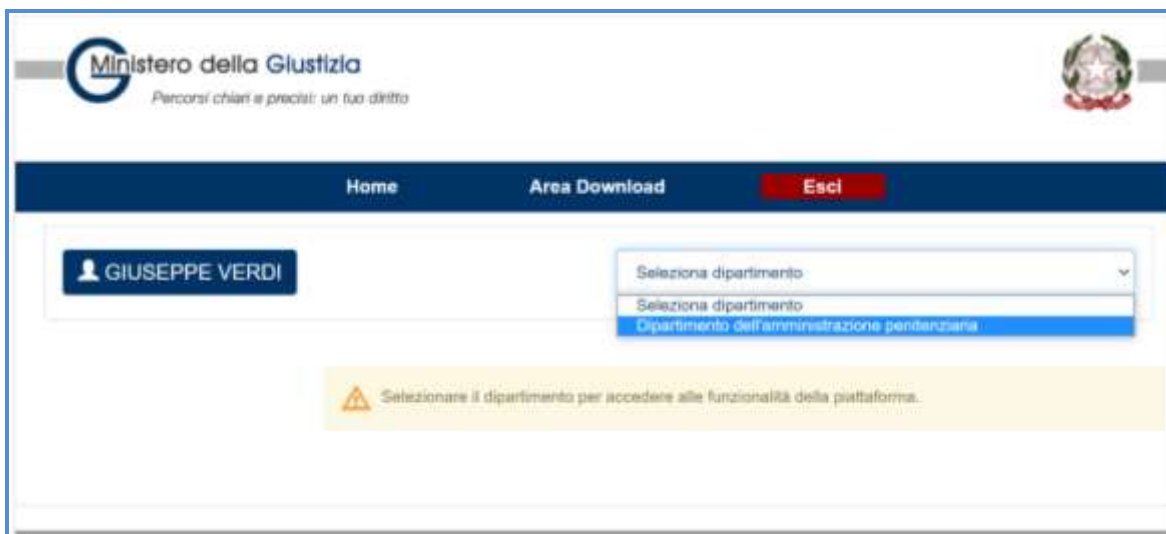 Ministero della Giustizia
Percorsi chiari e precisi: un tuo diritto
Home Area Download Esci
GIUSEPPE VERDI
Seleziona dipartimento
Seleziona dipartimento
Dipartimento dell'amministrazione penitenziaria
Selezionare il dipartimento per accedere alle funzionalità della piattaforma.